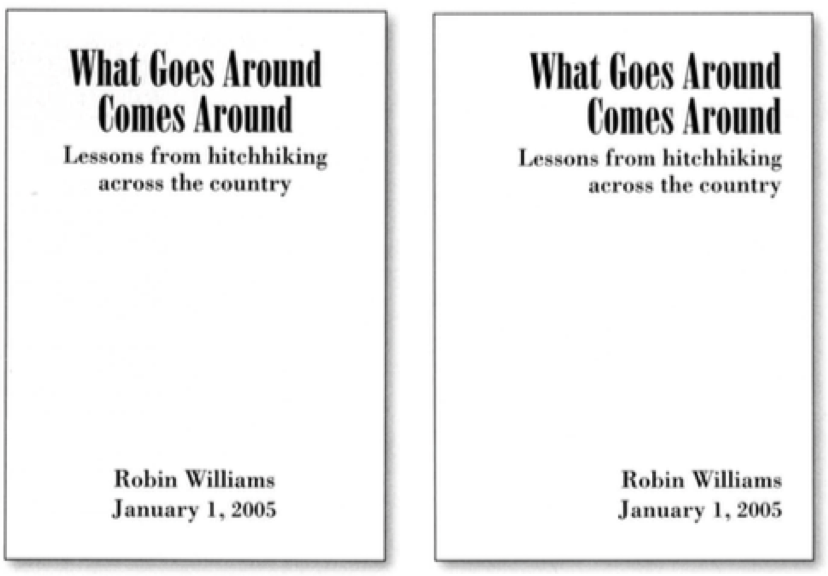 What Goes Around
Comes Around
Lessons from hitchhiking
across the country
Robin Williams
January 1, 2005
What Goes Around
Comes Around
Lessons from hitchhiking
across the country
Robin Williams
January 1, 2005